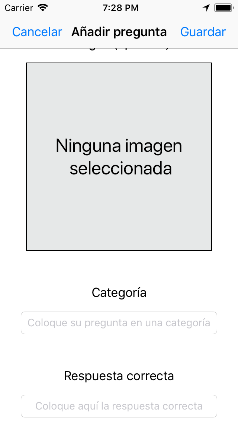 Carrier 7:28 PM
Cancelar Añadir pregunta Guardar
Ninguna imagen
seleccionada
Categoría
Coloque su pregunta en una categoría
Respuesta correcta
Coloque aquí la respuesta correcta